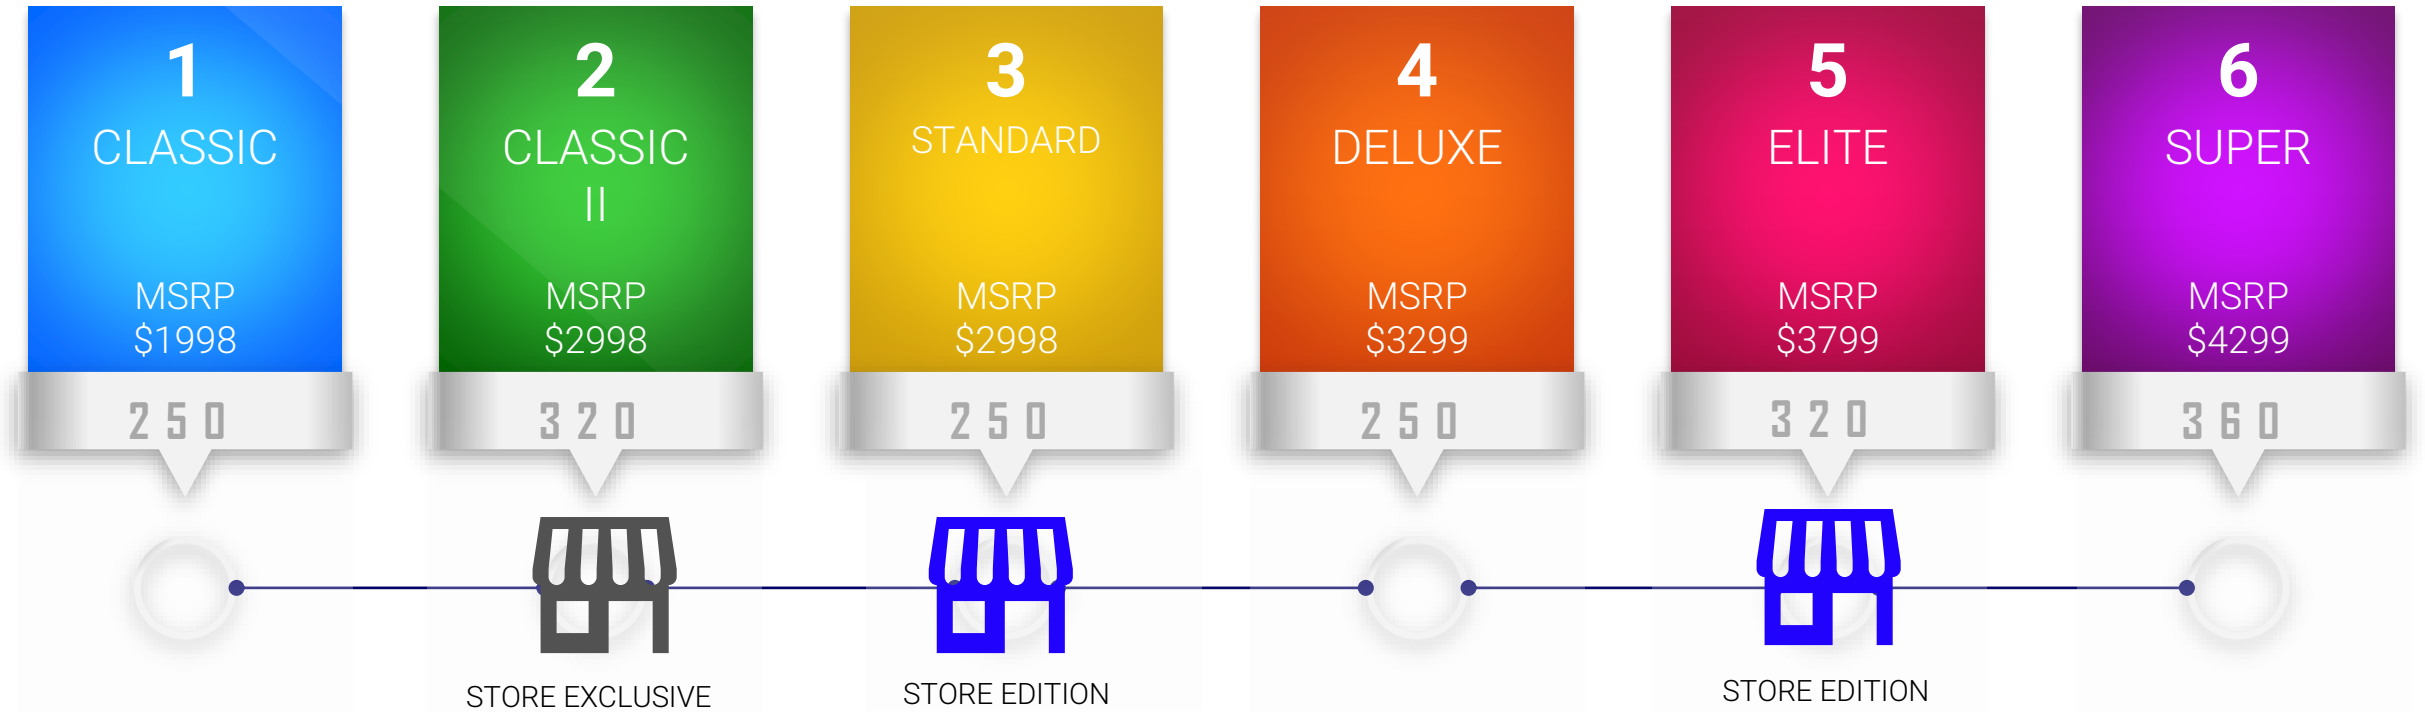 1
CLASSIC
MSRP
$1998
250
2
CLASSIC
II
MSRP
$2998
320
STORE EXCLUSIVE
3
STANDARD
MSRP
$2998
250
STORE EDITION
4
DELUXE
MSRP
$3299
250
5
ELITE
MSRP
$3799
320
STORE EDITION
6
SUPER
MSRP
$4299
360